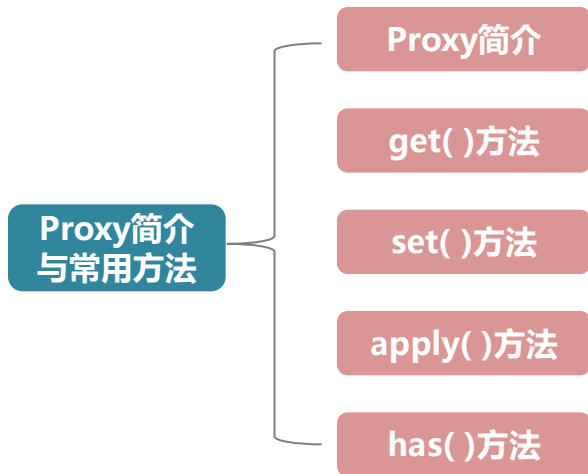 Proxy简介
与常用方法
Proxy简介
get( )方法
set( )方法
apply( )方法
has( )方法